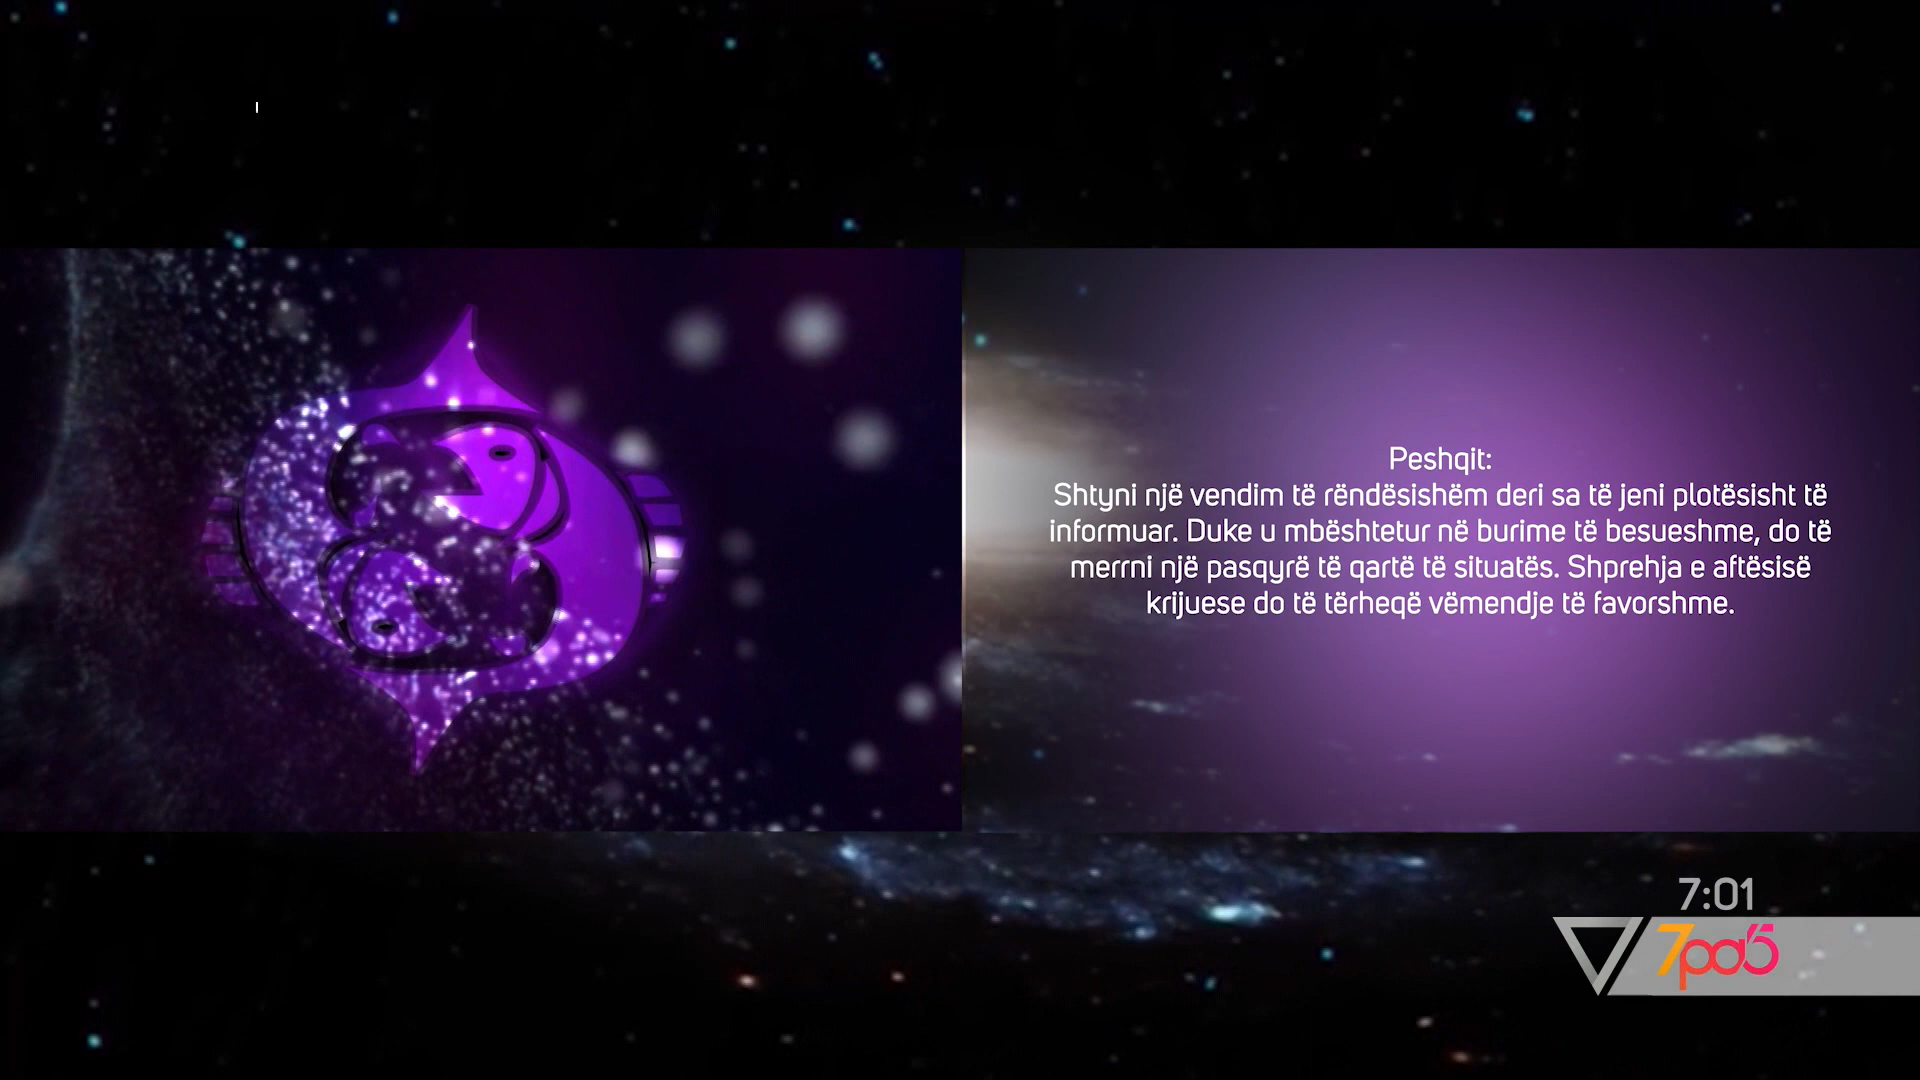 Peshqit:
Shtyni një vendim të rëndësishëm deri sa të jeni plotësisht të
informuar. Duke u mbështetur në burime të besueshme, do të
merrni një pasqyrë të qartë të situatës. Shprehja e aftësisë
krijuese do të tërheqë vëmendje të favorshme.
7:01
7pa5